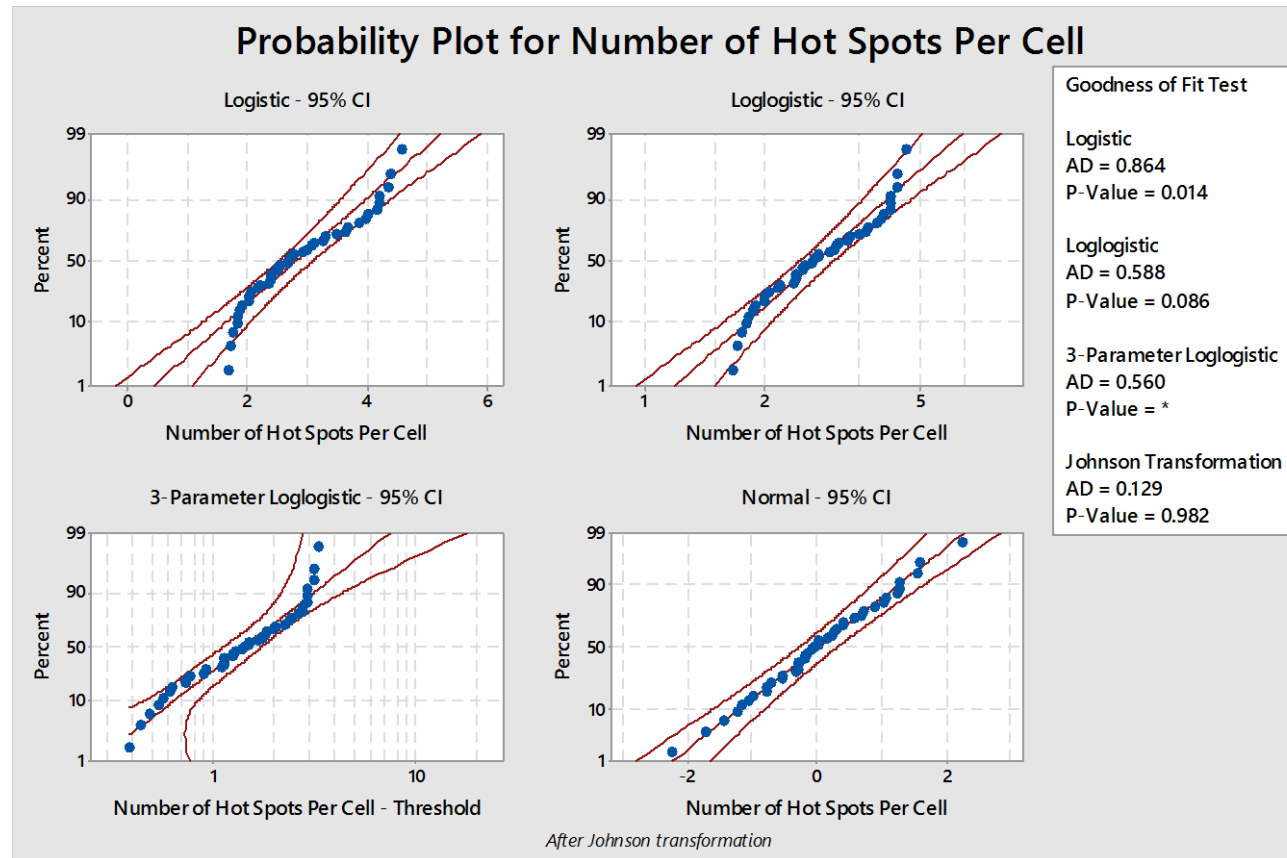 Probability Plot for Number of Hot Spots Per Cell
Logistic - 95% CI
Percent
99
90
50
10
1
0
2
4
6
Number of Hot Spots Per Cell
Loglogistic - 95% CI
Percent
99
90
50
10
1
1
2
5
Number of Hot Spots Per Cell
3-Parameter Loglogistic - 95% CI
Percent
99
90
50
10
1
1
10
Number of Hot Spots Per Cell - Threshold
Normal - 95% CI
Percent
99
90
50
10
1
-2
0
2
Number of Hot Spots Per Cell
After Johnson transformation
Goodness of Fit Test
Logistic
AD = 0.864
P-Value = 0.014
Loglogistic
AD = 0.588
P-Value = 0.086
3-Parameter Loglogistic
AD = 0.560
P-Value = *
Johnson Transformation
AD = 0.129
P-Value = 0.982